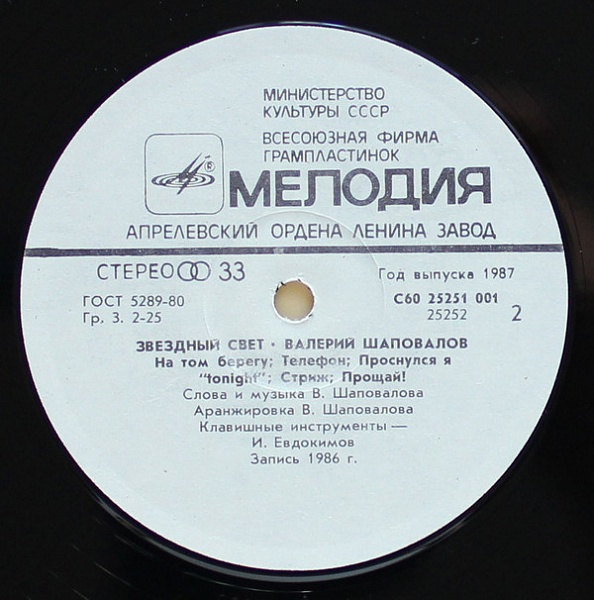 МИНИСТЕРСТВО
КУЛЬТУРЫ СССР
ВСЕСОЮЗНАЯ ФИРМА
ГРАМПЛАСТИНОК
®
МЕЛОДИЯ
АПРЕЛЕВСКИЙ ОРДЕНА ЛЕНИНА ЗАВОД
СТЕРЕО 33
Год выпуска 1987
ГОСТ 5289-80
Гр. 3. 2-25
С60 25251 001
25252
2
ЗВЕЗДНЫЙ СВЕТ · ВАЛЕРИЙ ШАПОВАЛОВ
На том берегу; Телефон; Проснулся я
"tonight"; Стриж; Прощай!
Слова и музыка В. Шаповалова
Аранжировка В. Шаповалова
Клавишные инструменты —
И. Евдокимов
Запись 1986 г.